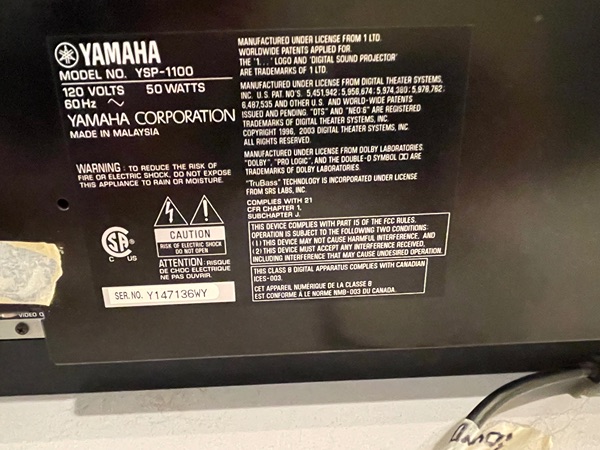 YAMAHA
MODEL NO. YSP-1100
120 VOLTS 50 WATTS
60Hz ~
YAMAHA CORPORATION
MADE IN MALAYSIA
WARNING : TO REDUCE THE RISK OF
FIRE OR ELECTRIC SHOCK, DO NOT EXPOSE
THIS APPLIANCE TO RAIN OR MOISTURE.
CAUTION
RISK OF ELECTRIC SHOCK
DO NOT OPEN
ATTENTION : RISQUE
DE CHOC ELECTRIQUE
NE PAS OUVRIR.
C US
SER.NO. Y147136WY
MANUFACTURED UNDER LICENSE FROM 1 LTD.
WORLDWIDE PATENTS APPLIED FOR.
THE '1...' LOGO AND 'DIGITAL SOUND PROJECTOR'
ARE TRADEMARKS OF 1 LTD.
MANUFACTURED UNDER LICENSE FROM DIGITAL THEATER SYSTEMS,
INC. U.S. PAT NO'S. 5,451,942; 5,956,674; 5,974,380; 5,978,762;
6,487,535 AND OTHER U.S. AND WORLD-WIDE PATENTS
ISSUED AND PENDING. "DTS" AND "NEO:6" ARE REGISTERED
TRADEMARKS OF DIGITAL THEATER SYSTEMS, INC.
COPYRIGHT 1996, 2003 DIGITAL THEATER SYSTEMS, INC.
ALL RIGHTS RESERVED.
MANUFACTURED UNDER LICENSE FROM DOLBY LABORATORIES.
"DOLBY", "PRO LOGIC", AND THE DOUBLE-D SYMBOL ARE
TRADEMARKS OF DOLBY LABORATORIES.
"TruBass" TECHNOLOGY IS INCORPORATED UNDER LICENSE
FROM SRS LABS, INC.
COMPLIES WITH 21
CFR CHAPTER 1,
SUBCHAPTER J.
THIS DEVICE COMPLIES WITH PART 15 OF THE FCC RULES.
OPERATION IS SUBJECT TO THE FOLLOWING TWO CONDITIONS:
(1) THIS DEVICE MAY NOT CAUSE HARMFUL INTERFERENCE, AND
(2) THIS DEVICE MUST ACCEPT ANY INTERFERENCE RECEIVED,
INCLUDING INTERFERENCE THAT MAY CAUSE UNDESIRED OPERATION.
THIS CLASS B DIGITAL APPARATUS COMPLIES WITH CANADIAN
ICES-003.
CET APPAREIL NUMÉRIQUE DE LA CLASSE B
EST CONFORME À LE NORME NMB-003 DU CANADA.
VIDEO